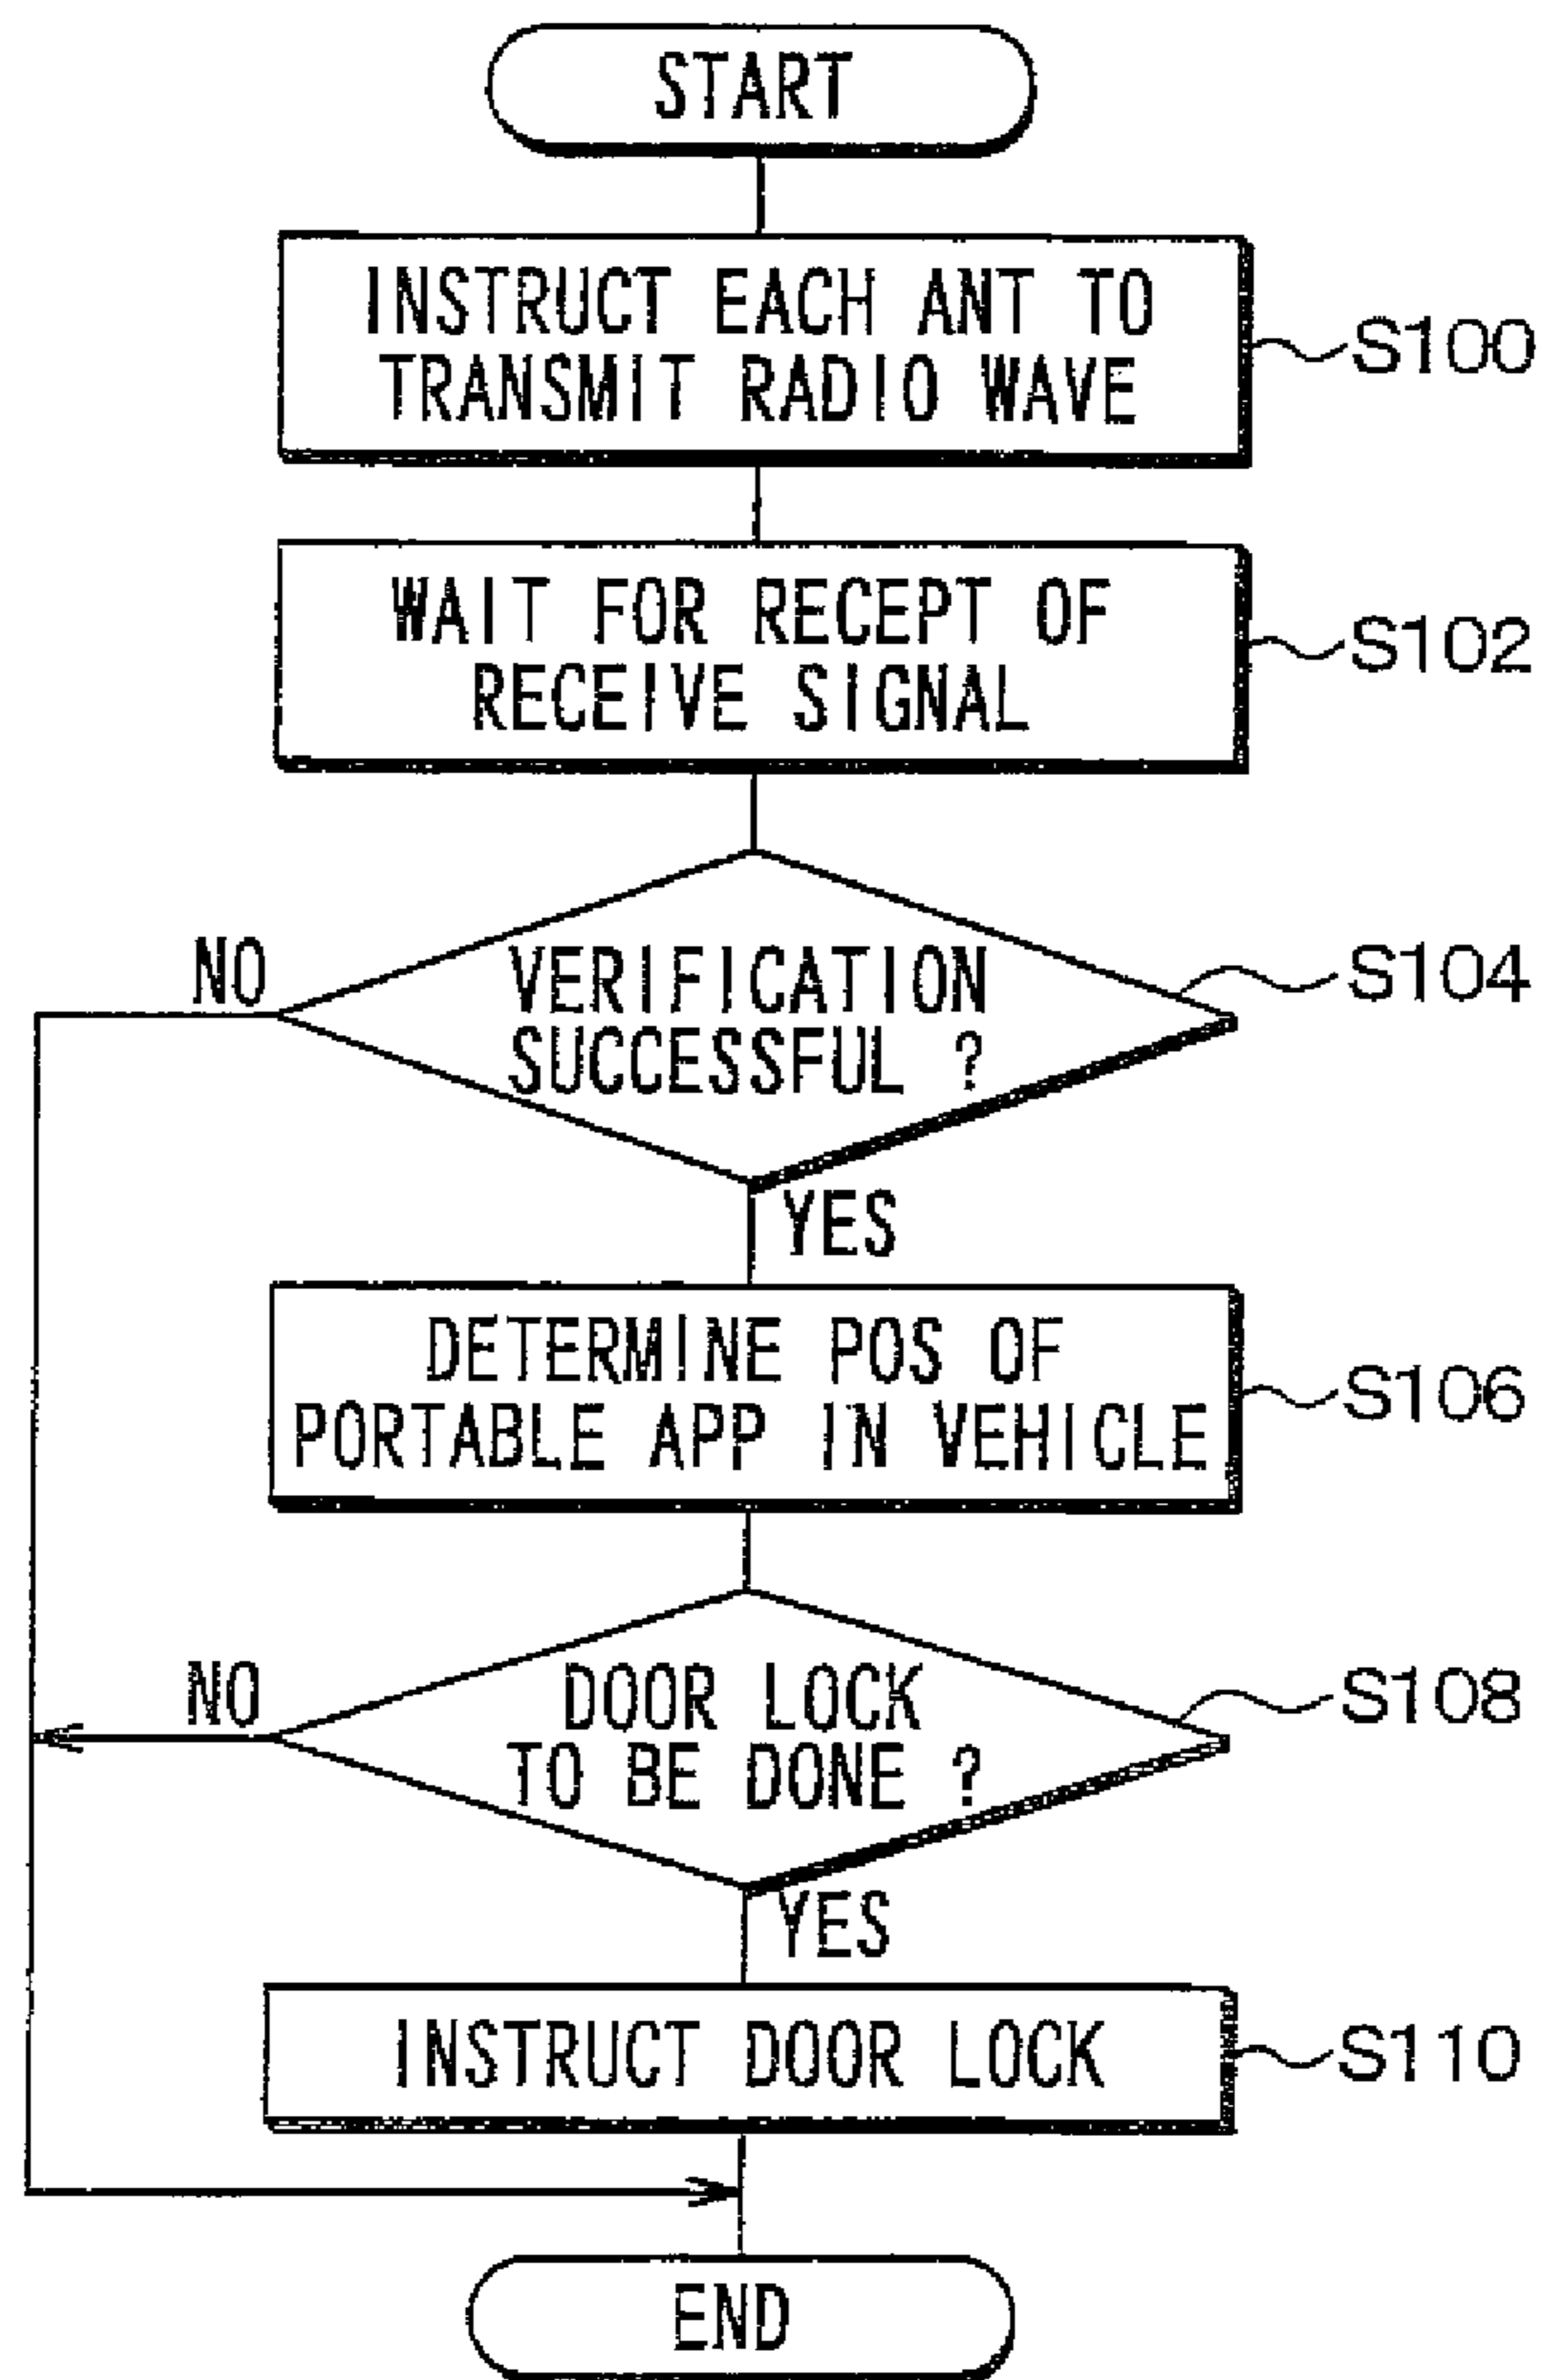 START
INSTRUCT EACH ANT TO
TRANSMIT RADIO WAVE
S100
WAIT FOR RECEPT OF
RECEIVE SIGNAL
S102
NO
VERIFICATION
SUCCESSFUL ?
S104
YES
DETERMINE POS OF
PORTABLE APP IN VEHICLE
S106
NO
DOOR LOCK
TO BE DONE ?
S108
YES
INSTRUCT DOOR LOCK
S110
END